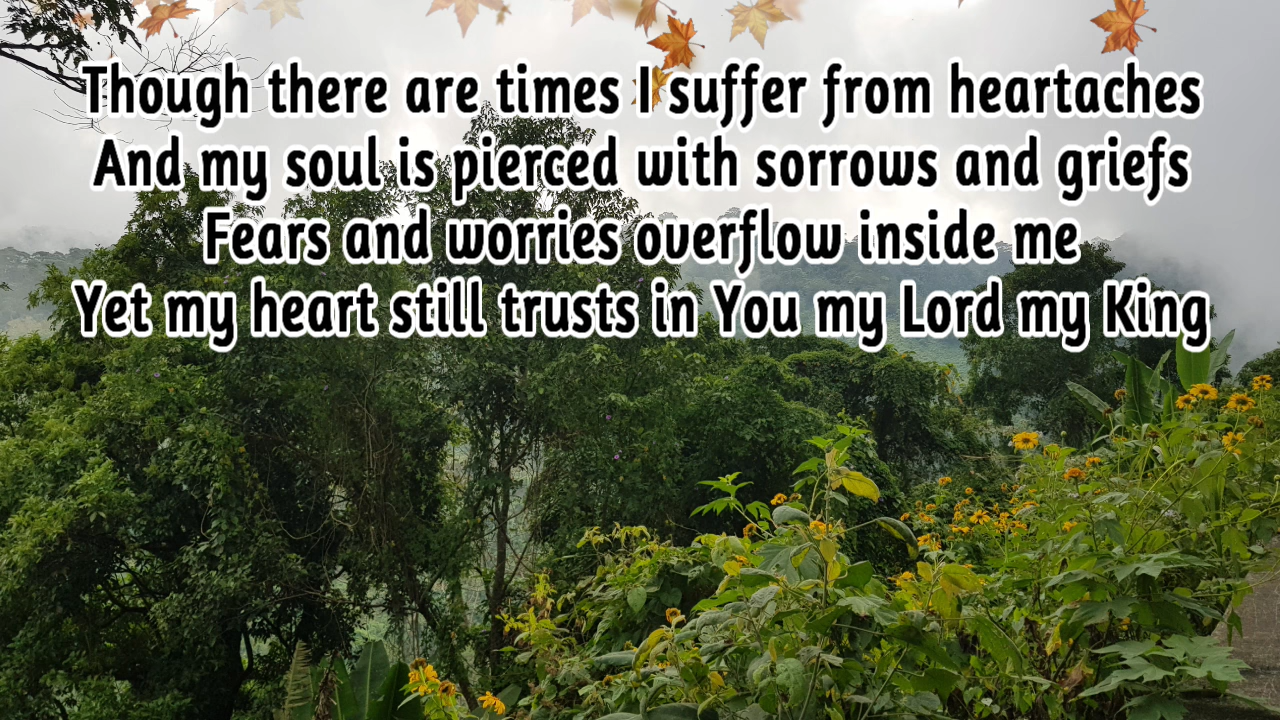 Though there are times I suffer from heartaches
And my soul is pierced with sorrows and griefs
Fears and worries overflow inside me
Yet my heart still trusts in You my Lord my King